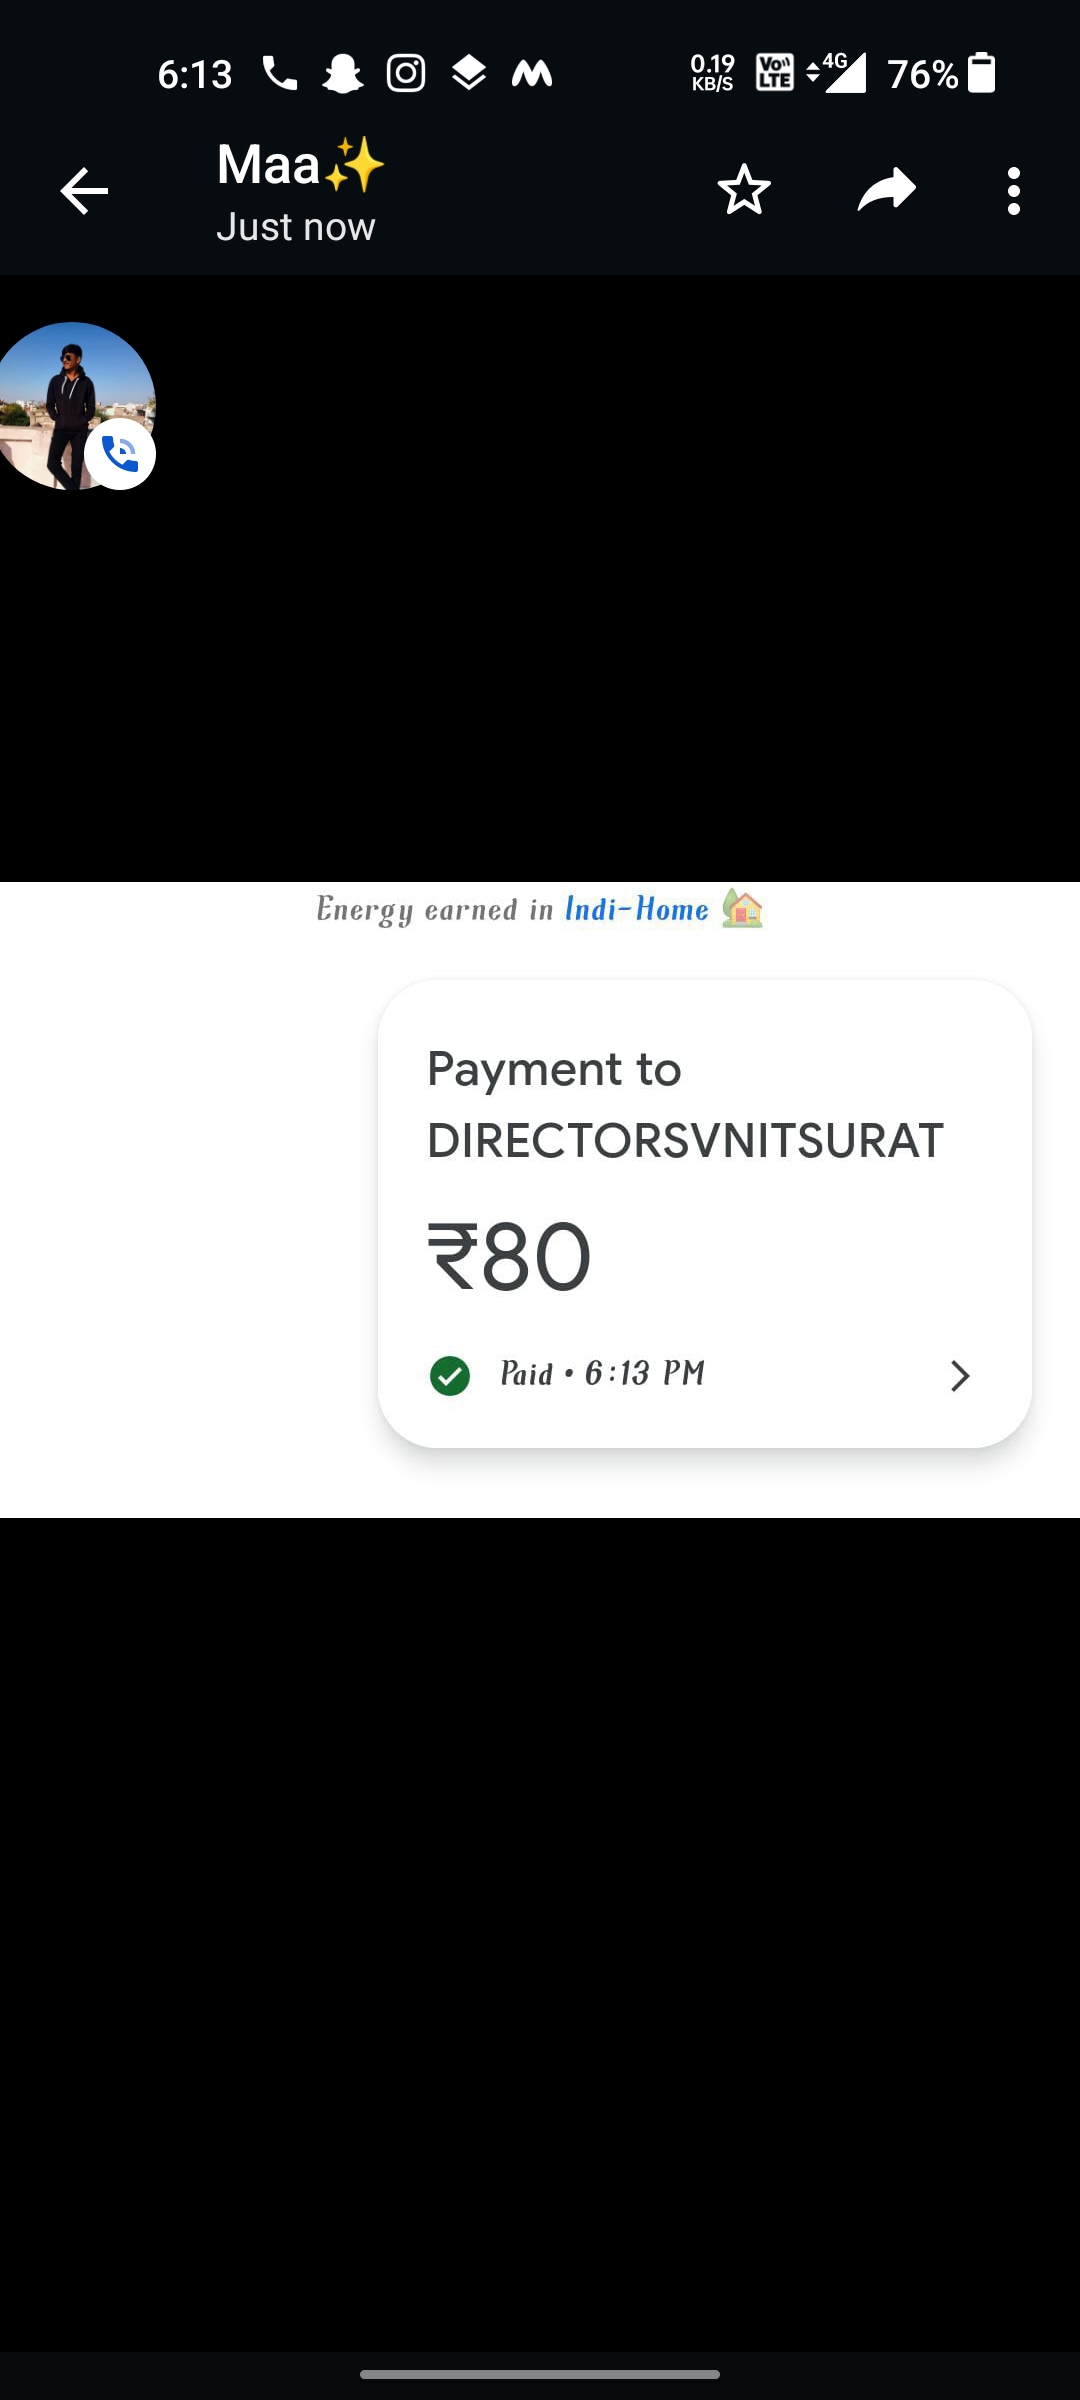 6:13
0.19
KB/S
Vo))
LTE
4G
76%
Maa✨
Just now
Energy earned in Indi-Home 🏡
Payment to
DIRECTORSVNITSURAT
₹80
Paid • 6:13 PM